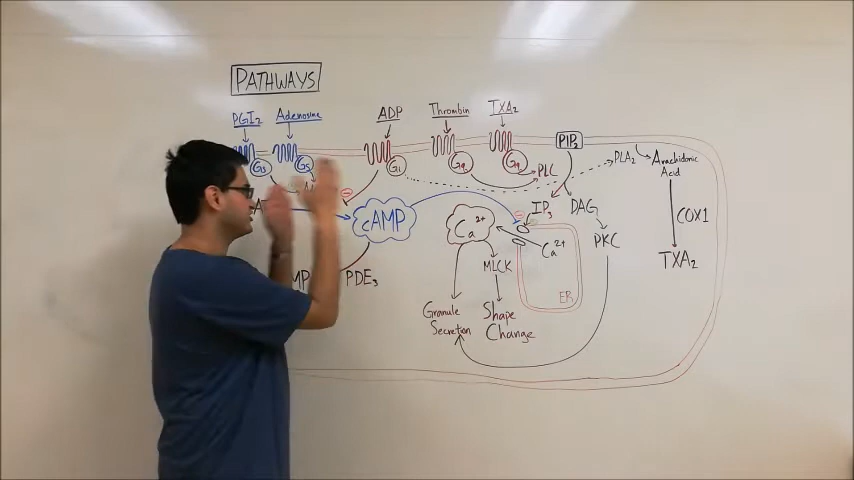 PATHWAYS
PGI2
Adenosine
ADP
Thrombin
TXA2
PIP2
Gs
Gs
Gi
Gq
Gq
PLC
PLA2
Arachidonic
Acid
cAMP
IP3
DAG
COX1
Ca2+
Ca2+
PKC
MLCK
TXA2
MP
PDE3
ER
Granule
Secretion
Shape
Change